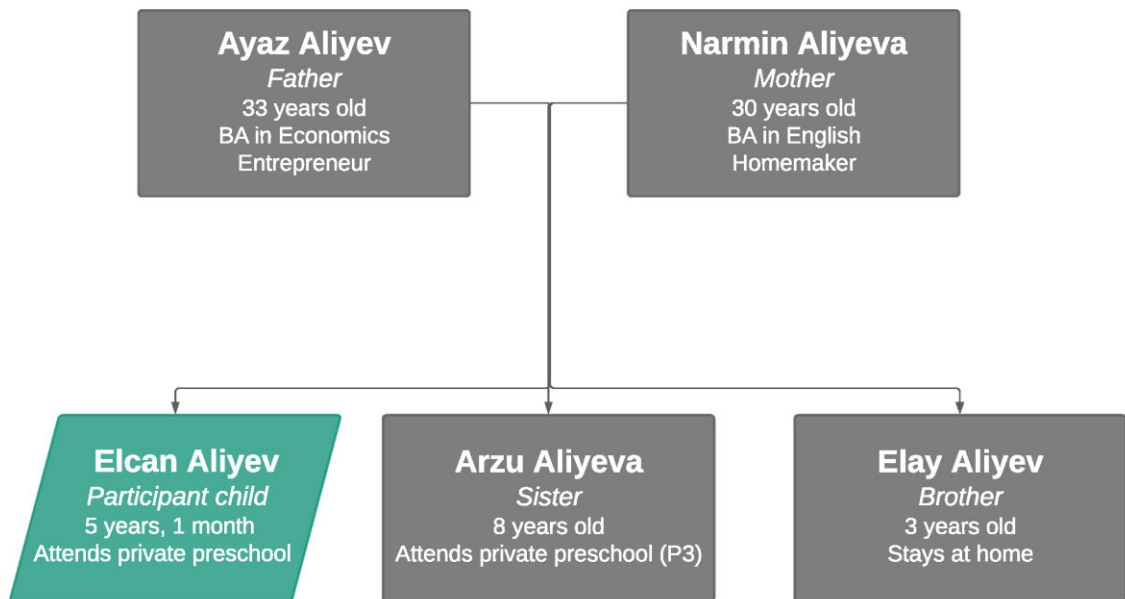 Ayaz Aliyev
Father
33 years old
BA in Economics
Entrepreneur
Narmin Aliyeva
Mother
30 years old
BA in English
Homemaker
Elcan Aliyev
Participant child
5 years, 1 month
Attends private preschool
Arzu Aliyeva
Sister
8 years old
Attends private preschool (P3)
Elay Aliyev
Brother
3 years old
Stays at home